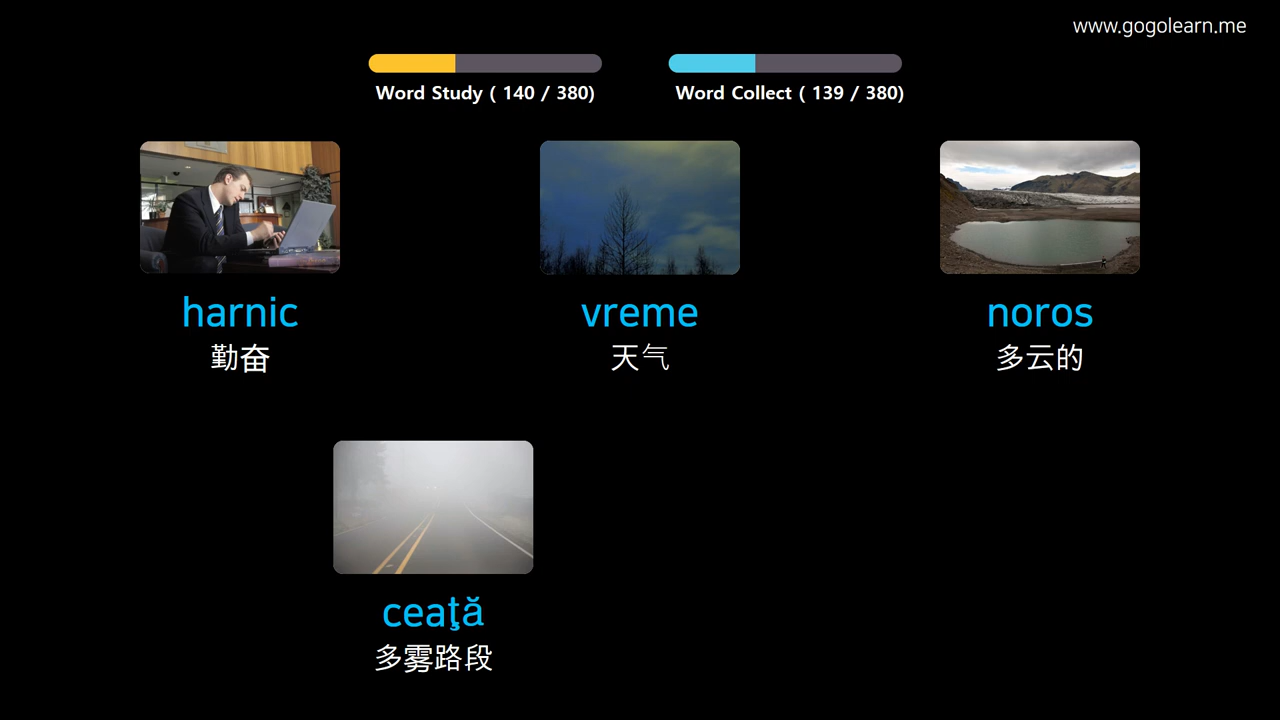 www.gogolearn.me
Word Study ( 140 / 380)
Word Collect ( 139 / 380)
harnic
勤奋
vreme
天气
noros
多云的
ceaţă
多雾路段